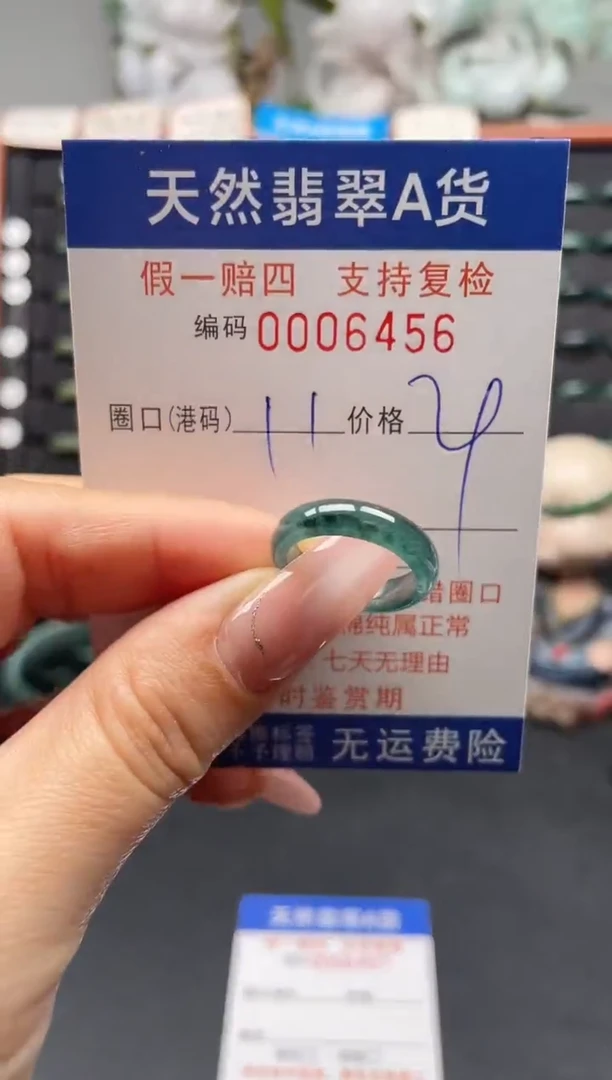 天然翡翠A货
假一赔四 支持复检
编码 0006456
圈口(港码) 11 价格
错圈口
棉纯属正常
七天无理由
时鉴赏期
无运费险